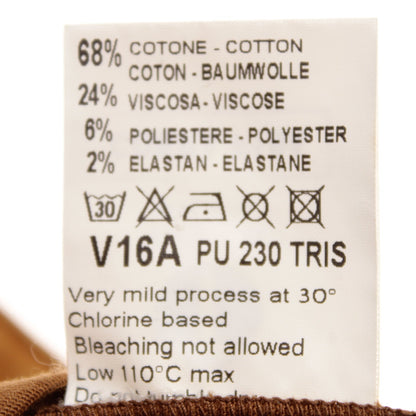 68% COTONE - COTTON
COTON - BAUMWOLLE
24% VISCOSA - VISCOSE
6% POLIESTERE - POLYESTER
2% ELASTAN - ELASTANE
30
V16A PU 230 TRIS
Very mild process at 30°
Chlorine based
Bleaching not allowed
Low 110°C max
Do